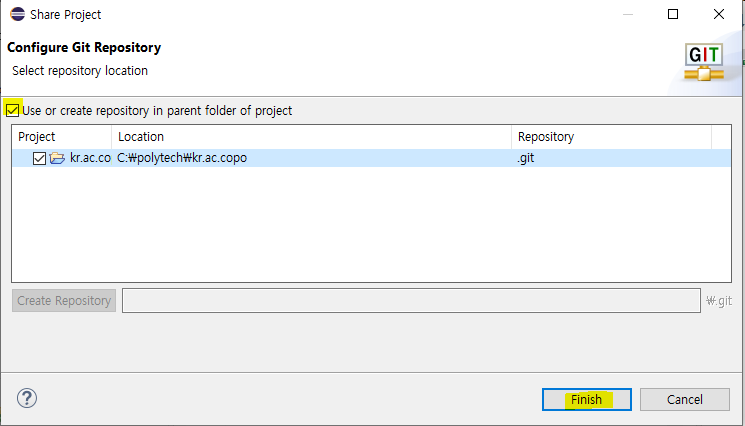 Share Project
Configure Git Repository
Select repository location
GIT
Use or create repository in parent folder of project
Project Location Repository
kr.ac.co C:₩polytech₩kr.ac.copo .git
Create Repository ₩.git
Finish Cancel